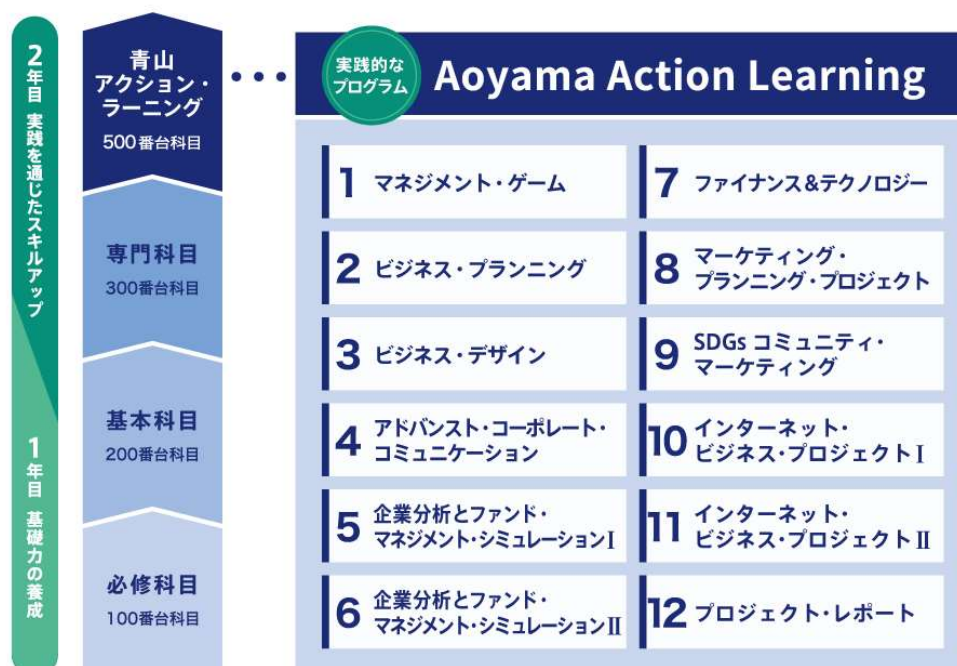 2年目 実践を通じたスキルアップ
1年目 基礎力の養成
青山
アクション・
ラーニング
500番台科目
専門科目
300番台科目
基本科目
200番台科目
必修科目
100番台科目
実践的な
プログラム
Aoyama Action Learning
1 マネジメント・ゲーム
2 ビジネス・プランニング
3 ビジネス・デザイン
4 アドバンスト・コーポレート・
コミュニケーション
5 企業分析とファンド・
マネジメント・シミュレーションⅠ
6 企業分析とファンド・
マネジメント・シミュレーションⅡ
7 ファイナンス&テクノロジー
8 マーケティング・
プランニング・プロジェクト
9 SDGs コミュニティ・
マーケティング
10 インターネット・
ビジネス・プロジェクトⅠ
11 インターネット・
ビジネス・プロジェクトⅡ
12 プロジェクト・レポート